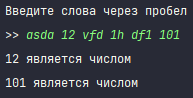 Введите слова через пробел
>> asda 12 vfd 1h df1 101
12 является числом
101 является числом